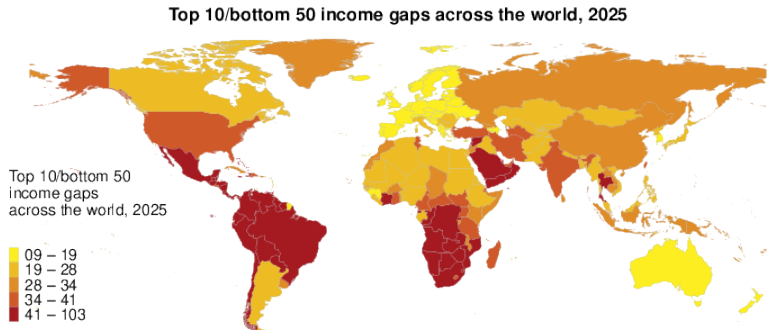 Top 10/bottom 50 income gaps across the world, 2025
Top 10/bottom 50
income gaps
across the world, 2025
09 – 19
19 – 28
28 – 34
34 – 41
41 – 103